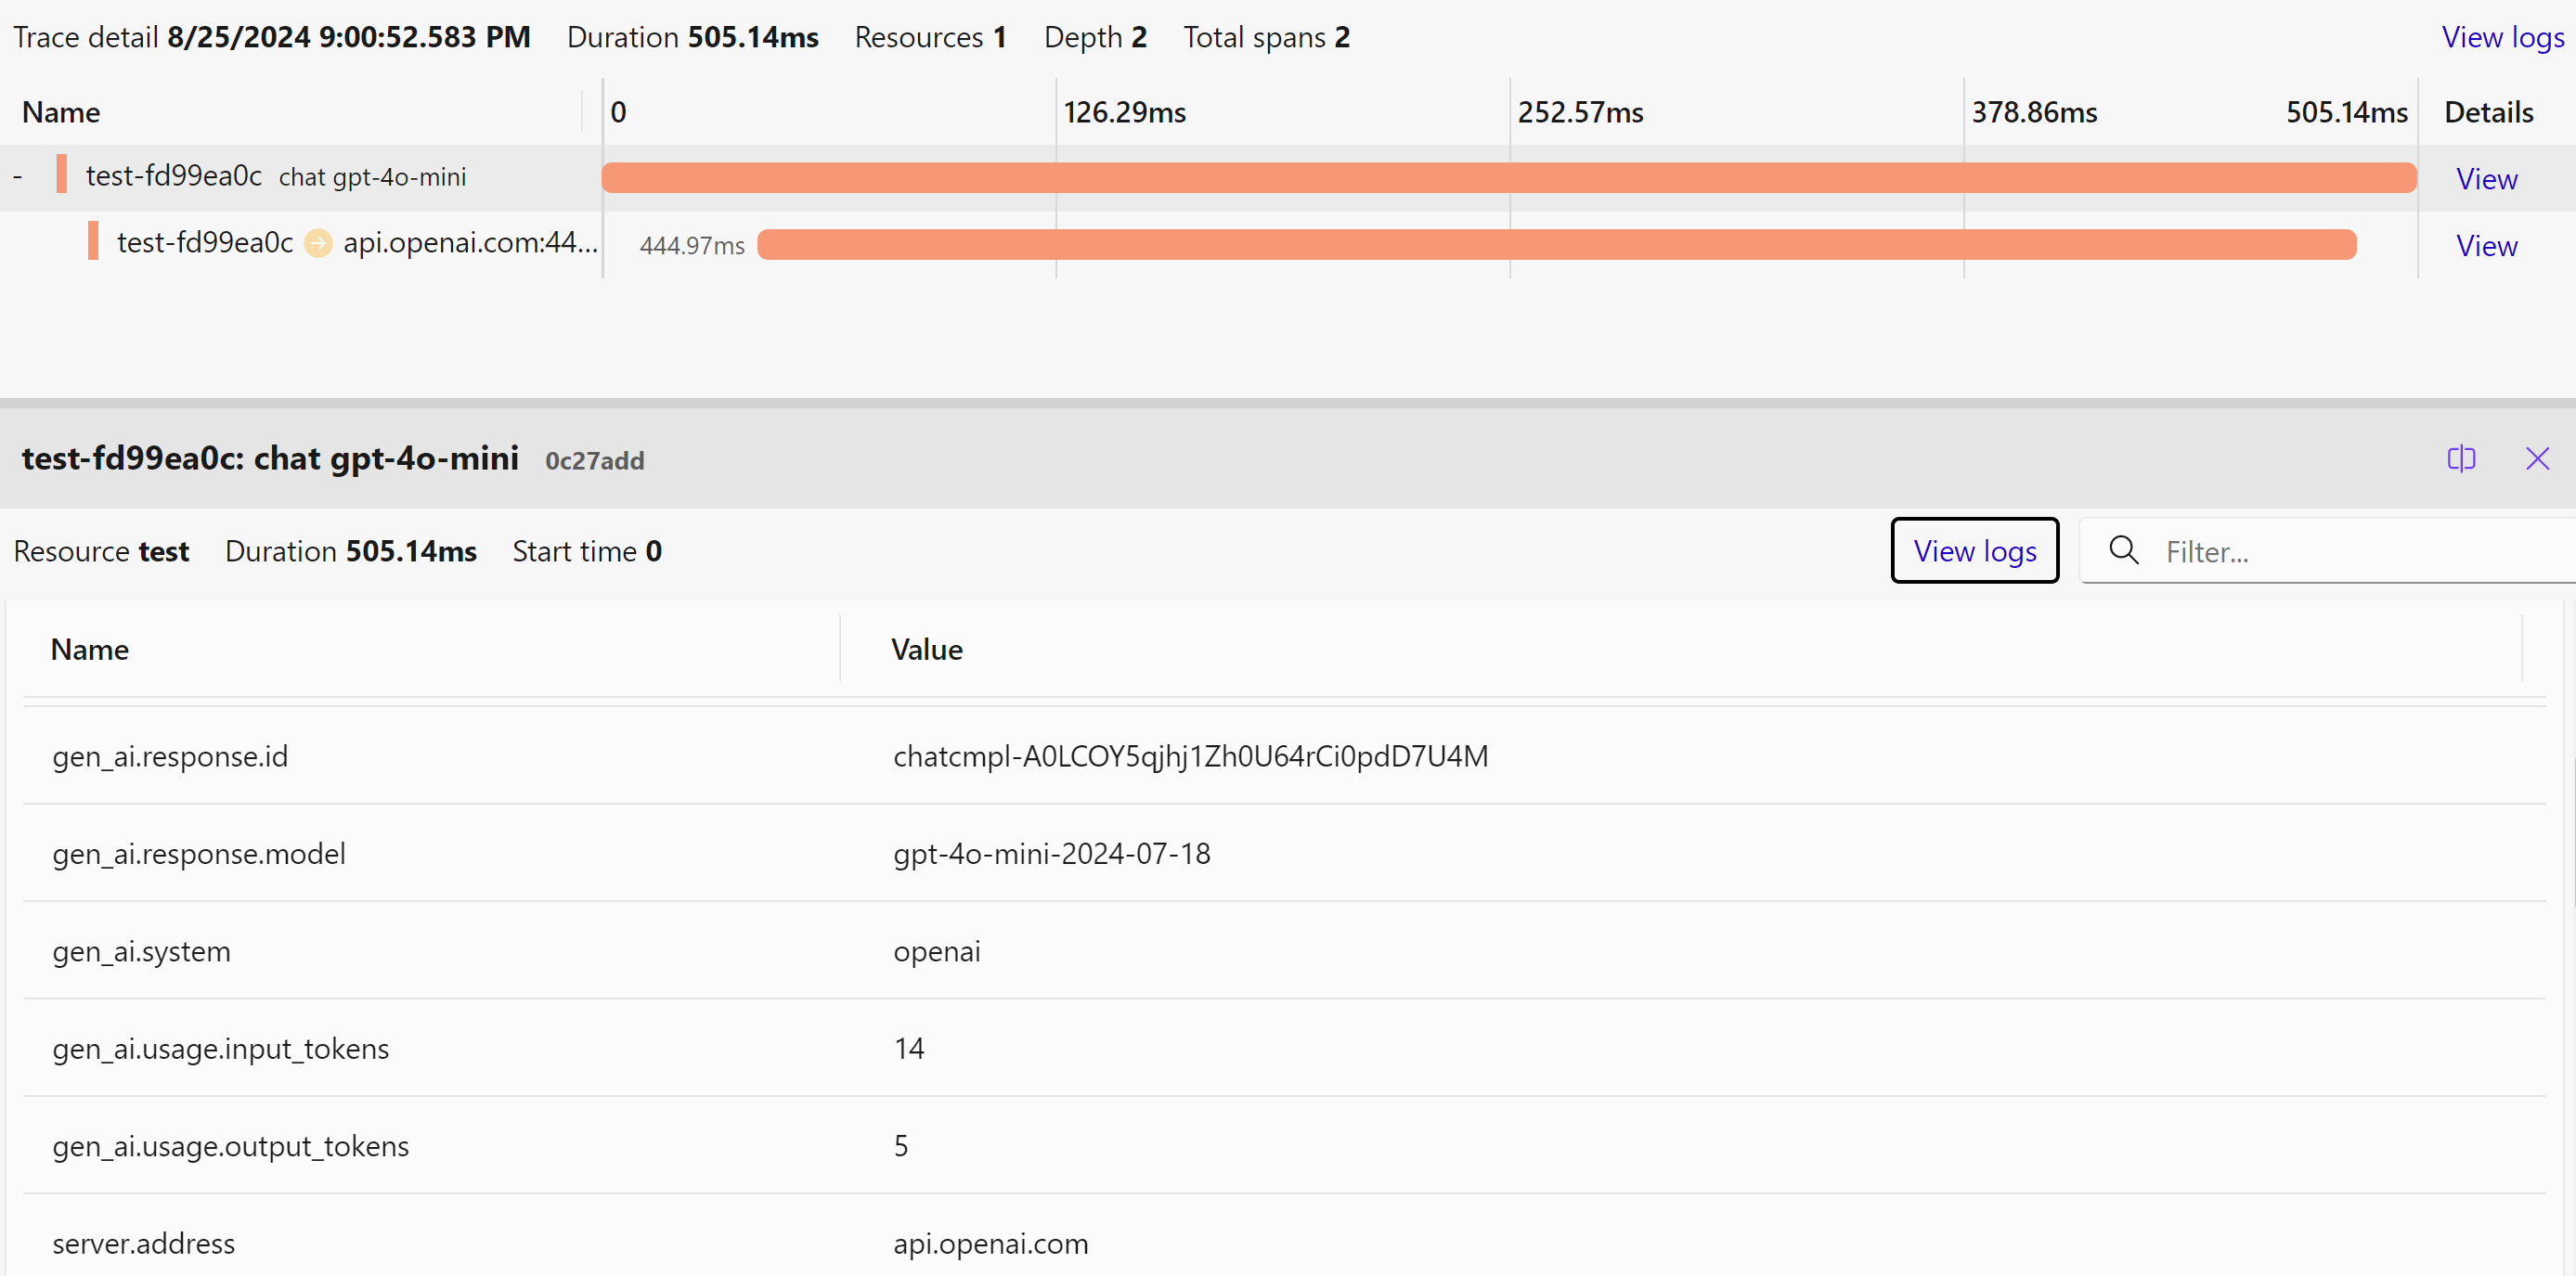 Trace detail 8/25/2024 9:00:52.583 PM Duration 505.14ms Resources 1 Depth 2 Total spans 2 View logs
Name 0 126.29ms 252.57ms 378.86ms 505.14ms Details
- test-fd99ea0c chat gpt-4o-mini View
test-fd99ea0c api.openai.com:44... 444.97ms View
test-fd99ea0c: chat gpt-4o-mini 0c27add
Resource test Duration 505.14ms Start time 0 View logs Filter...
Name Value
gen_ai.response.id chatcmpl-A0LCOY5qjhj1Zh0U64rCi0pdD7U4M
gen_ai.response.model gpt-4o-mini-2024-07-18
gen_ai.system openai
gen_ai.usage.input_tokens 14
gen_ai.usage.output_tokens 5
server.address api.openai.com